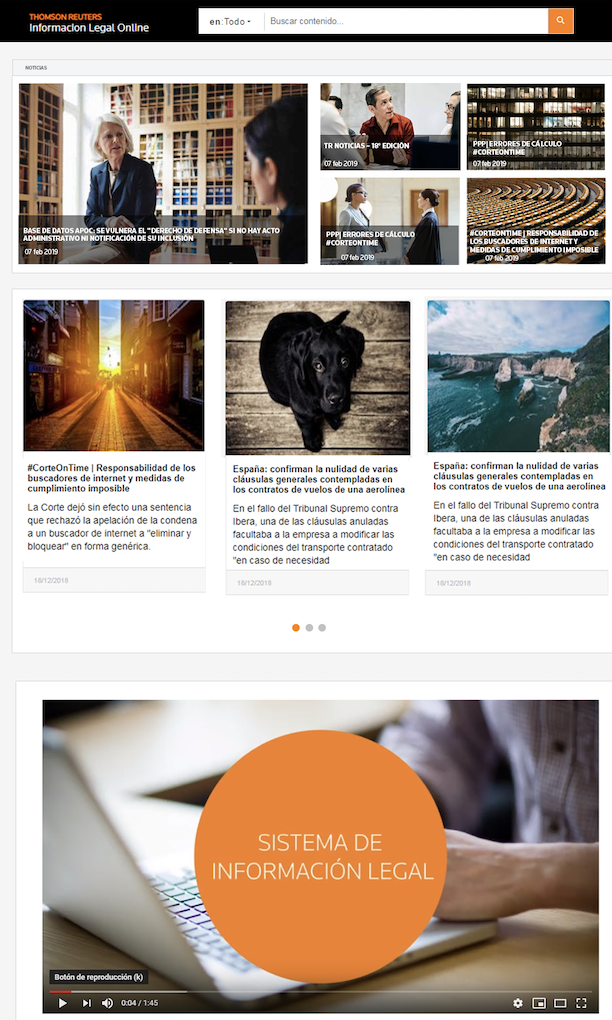 THOMSON REUTERS
Informacion Legal Online
en:Todo
Buscar contenido...
NOTICIAS
BASE DE DATOS APOC: SE VULNERA EL "DERECHO DE DEFENSA" SI NO HAY ACTO
ADMINISTRATIVO NI NOTIFICACIÓN DE SU INCLUSIÓN
07 feb 2019
TR NOTICIAS – 18º EDICIÓN
07 feb 2019
PPP| ERRORES DE CÁLCULO
#CORTEONTIME
07 feb 2019
PPP| ERRORES DE CÁLCULO
#CORTEONTIME
07 feb 2019
#CORTEONTIME | RESPONSABILIDAD DE
LOS BUSCADORES DE INTERNET Y
MEDIDAS DE CUMPLIMIENTO IMPOSIBLE
07 feb 2019
#CorteOnTime | Responsabilidad de los
buscadores de internet y medidas de
cumplimiento imposible
La Corte dejó sin efecto una sentencia
que rechazó la apelación de la condena
a un buscador de internet a "eliminar y
bloquear" en forma genérica.
18/12/2018
España: confirman la nulidad de varias
cláusulas generales contempladas en
los contratos de vuelos de una aerolínea
En el fallo del Tribunal Supremo contra
Ibera, una de las cláusulas anuladas
facultaba a la empresa a modificar las
condiciones del transporte contratado
"en caso de necesidad
18/12/2018
España: confirman la nulidad de varias
cláusulas generales contempladas en
los contratos de vuelos de una aerolínea
En el fallo del Tribunal Supremo contra
Ibera, una de las cláusulas anuladas
facultaba a la empresa a modificar las
condiciones del transporte contratado
"en caso de necesidad
18/12/2018
SISTEMA DE
INFORMACIÓN LEGAL
Botón de reproducción (k)
0:04 / 1:45